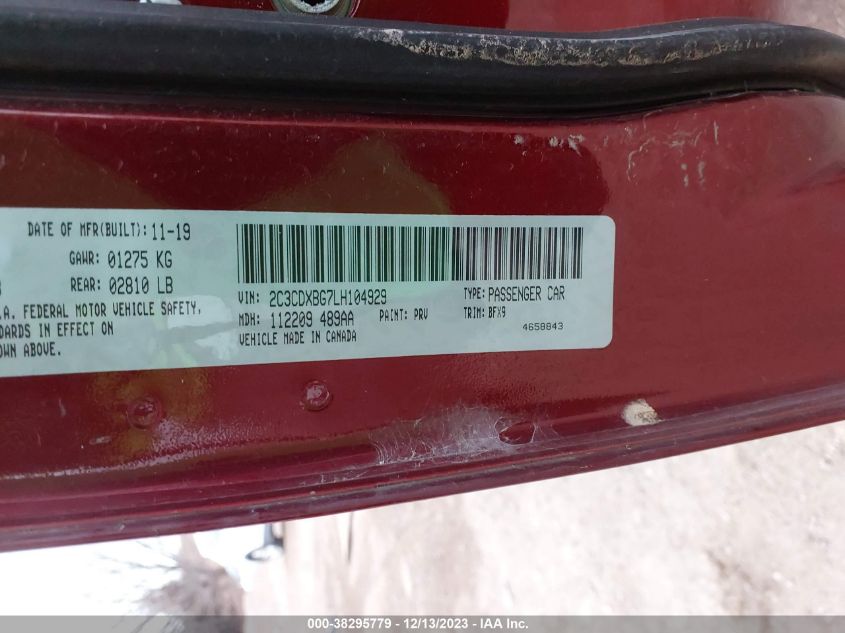 DATE OF MFR(BUILT): 11-19
GAWR: 01275 KG
REAR: 02810 LB
.A. FEDERAL MOTOR VEHICLE SAFETY,
DARDS IN EFFECT ON
OWN ABOVE.
VIN: 2C3CDXBG7LH104929
TYPE: PASSENGER CAR
MDH: 112209 489AA
PAINT: PRV
TRIM: BFX9
VEHICLE MADE IN CANADA
4658843
000-38295779 - 12/13/2023 - IAA Inc.